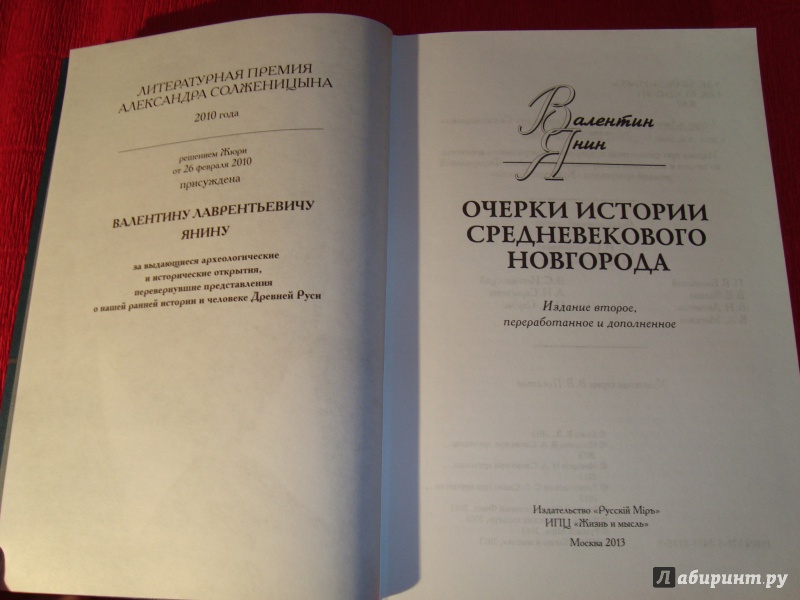 ЛИТЕРАТУРНАЯ ПРЕМИЯ
АЛЕКСАНДРА СОЛЖЕНИЦЫНА
2010 года
решением Жюри
от 26 февраля 2010
присуждена
ВАЛЕНТИНУ ЛАВРЕНТЬЕВИЧУ
ЯНИНУ
за выдающиеся археологические
и исторические открытия,
перевернувшие представления
о нашей ранней истории и человеке Древней Руси
Валентин
Янин
ОЧЕРКИ ИСТОРИИ
СРЕДНЕВЕКОВОГО
НОВГОРОДА
Издание второе,
переработанное и дополненное
Издательство «Русскій Міръ»
ИПЦ «Жизнь и мысль»
Москва 2013
Лабиринт.ру